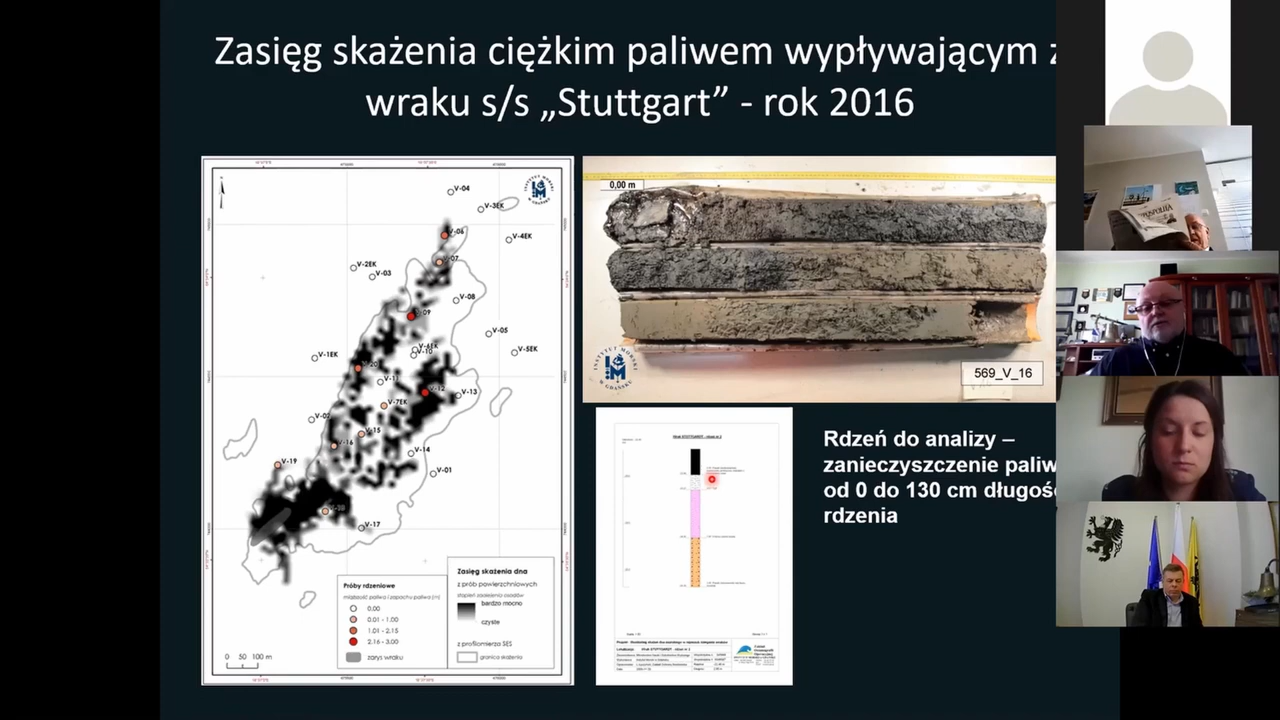 Zasięg skażenia ciężkim paliwem wypływającym z
wraku s/s „Stuttgart” - rok 2016
V-04
V-3EK
V-4EK
V-06
V-2EK
V-07
V-03
V-08
V-09
V-05
V-1EK
V-10
V-5EK
V-20
V-11
V-12
V-13
V-7EK
V-02
V-15
V-16
V-14
V-19
V-01
V-18
V-17
Próby rdzeniowe
miąższość paliwa i zapachu paliwa (m)
0.00
0.01 - 1.00
1.01 - 2.15
2.16 - 3.00
zarys wraku
0 50 100 m
Zasięg skażenia dna
z prób powierzchniowych
bardzo mocno
czyste
z profilomierza SES
granica skażenia
0,00 m
INSTYTUT MORSKI
W GDAŃSKU
569_V_16
Rdzeń do analizy –
zanieczyszczenie paliw
od 0 do 130 cm długoś
rdzenia